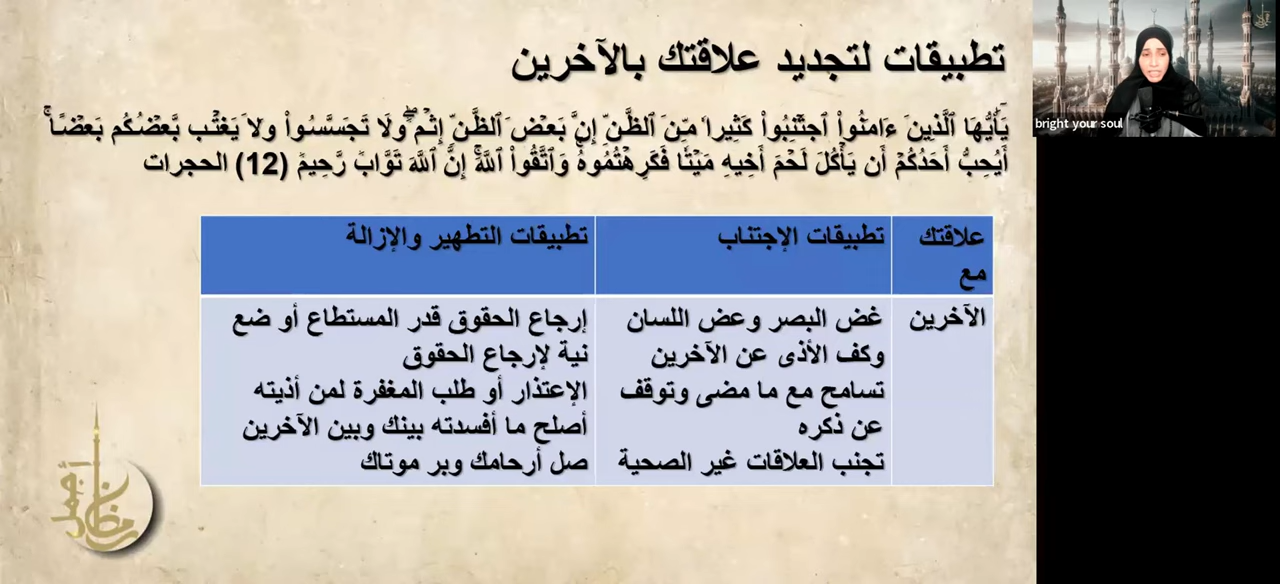 تطبيقات لتجديد علاقتك بالآخرين
يَٰٓأَيُّهَا ٱلَّذِينَ ءَامَنُواْ ٱجۡتَنِبُواْ كَثِيرٗا مِّنَ ٱلظَّنِّ إِنَّ بَعۡضَ ٱلظَّنِّ إِثۡمٞۖ وَلَا تَجَسَّسُواْ وَلَا يَغۡتَب بَّعۡضُكُم بَعۡضًاۚ
أَيُحِبُّ أَحَدُكُمۡ أَن يَأۡكُلَ لَحۡمَ أَخِيهِ مَيۡتٗا فَكَرِهۡتُمُوهُۚ وَٱتَّقُواْ ٱللَّهَۚ إِنَّ ٱللَّهَ تَوَّابٞ رَّحِيمٞ (12) الحجرات
علاقتك
مع
تطبيقات الإجتناب
تطبيقات التطهير والإزالة
الآخرين
غض البصر وعض اللسان
وكف الأذى عن الآخرين
تسامح مع ما مضى وتوقف
عن ذكره
تجنب العلاقات غير الصحية
إرجاع الحقوق قدر المستطاع أو ضع
نية لإرجاع الحقوق
الإعتذار أو طلب المغفرة لمن أذيته
أصلح ما أفسدته بينك وبين الآخرين
صل أرحامك وبر موتاك
bright your soul
رمضان